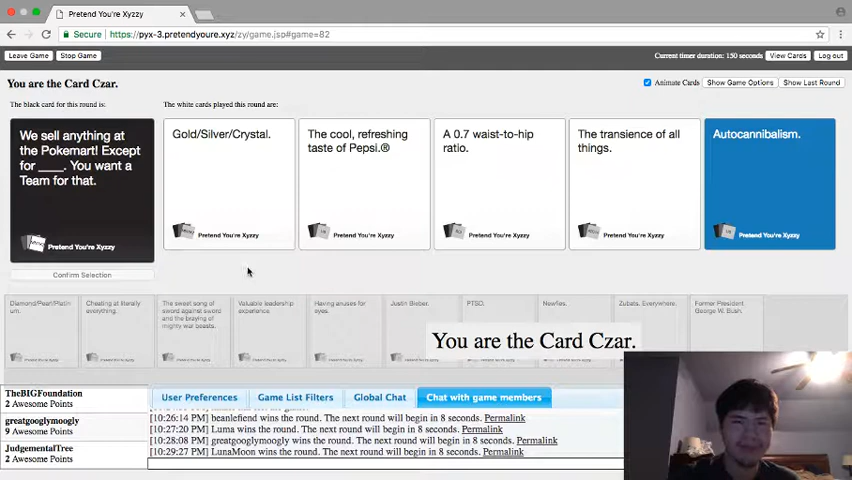 Pretend You're Xyzzy
Secure https://pyx-3.pretendyoure.xyz/zy/game.jsp#game=82
Leave Game
Stop Game
Current timer duration: 150 seconds
View Cards
Log out
You are the Card Czar.
Animate Cards
Show Game Options
Show Last Round
The black card for this round is:
The white cards played this round are:
We sell anything at
the Pokemart! Except
for ____. You want a
Team for that.
Pretend You're Xyzzy
Gold/Silver/Crystal.
Pretend You're Xyzzy
The cool, refreshing
taste of Pepsi.®
Pretend You're Xyzzy
A 0.7 waist-to-hip
ratio.
Pretend You're Xyzzy
The transience of all
things.
Pretend You're Xyzzy
Autocannibalism.
Pretend You're Xyzzy
Confirm Selection
Diamond/Pearl/Platin
um.
Cheating at literally
everything.
The sweet song of
sword against sword
and the braying of
mighty war beasts.
Valuable leadership
experience
Having anuses for
eyes.
Justin Bieber.
PTSD.
Newfies.
Zubats. Everywhere.
Former President
George W. Bush.
You are the Card Czar.
TheBIGFoundation
2 Awesome Points
greatgooglymoogly
9 Awesome Points
JudgementalTree
2 Awesome Points
User Preferences
Game List Filters
Global Chat
Chat with game members
[10:26:14 PM] beanlefiend wins the round. The next round will begin in 8 seconds. Permalink
[10:27:20 PM] Luma wins the round. The next round will begin in 8 seconds. Permalink
[10:28:08 PM] greatgooglymoogly wins the round. The next round will begin in 8 seconds. Permalink
[10:29:27 PM] LunaMoon wins the round. The next round will begin in 8 seconds. Permalink